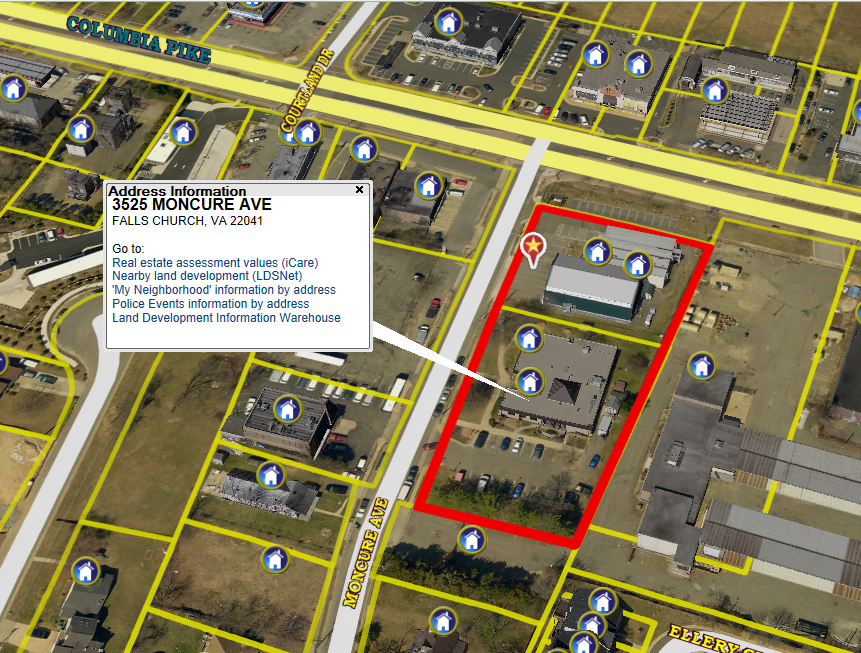 COLUMBIA PIKE
COURTLAND DR
Address Information
3525 MONCURE AVE
FALLS CHURCH, VA 22041
Go to:
Real estate assessment values (iCare)
Nearby land development (LDSNet)
'My Neighborhood' information by address
Police Events information by address
Land Development Information Warehouse
MONCURE AVE